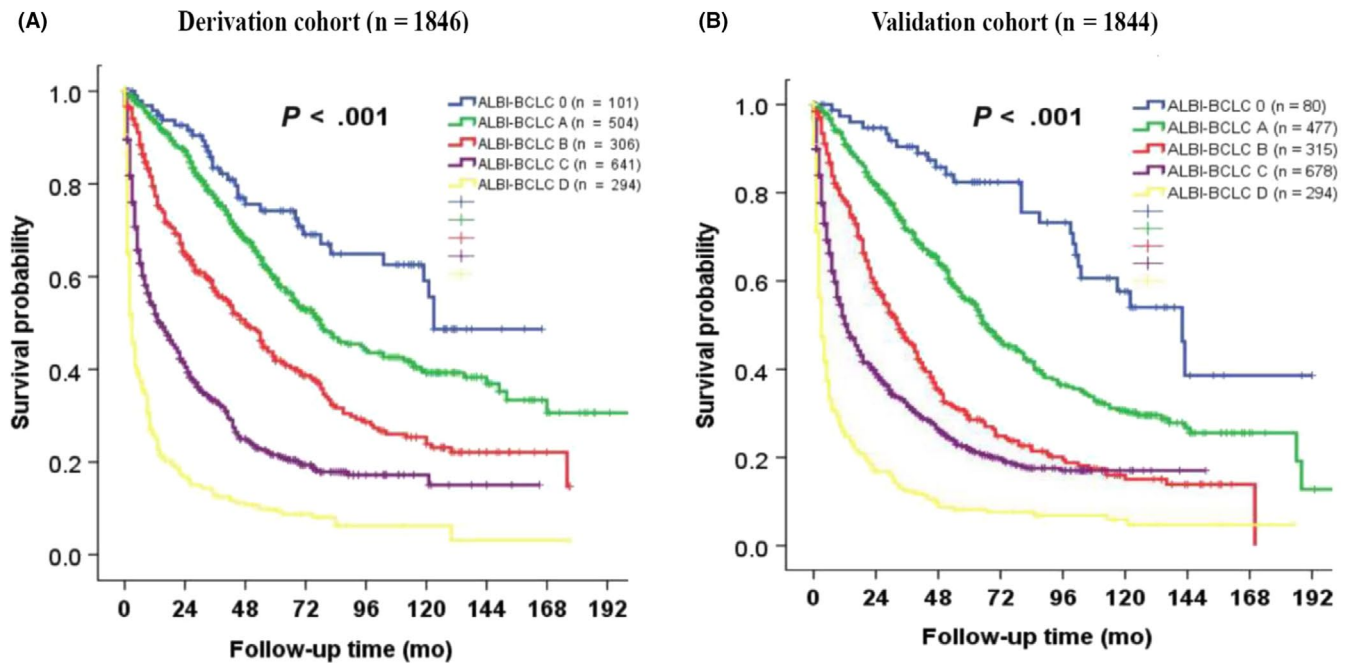 (A) Derivation cohort (n = 1846)
P < .001
ALBI-BCLC 0 (n = 101)
ALBI-BCLC A (n = 504)
ALBI-BCLC B (n = 306)
ALBI-BCLC C (n = 641)
ALBI-BCLC D (n = 294)
Survival probability
1.0
0.8
0.6
0.4
0.2
0.0
0 24 48 72 96 120 144 168 192
Follow-up time (mo)
(B) Validation cohort (n = 1844)
P < .001
ALBI-BCLC 0 (n = 80)
ALBI-BCLC A (n = 477)
ALBI-BCLC B (n = 315)
ALBI-BCLC C (n = 678)
ALBI-BCLC D (n = 294)
Survival probability
1.0
0.8
0.6
0.4
0.2
0.0
0 24 48 72 96 120 144 168 192
Follow-up time (mo)